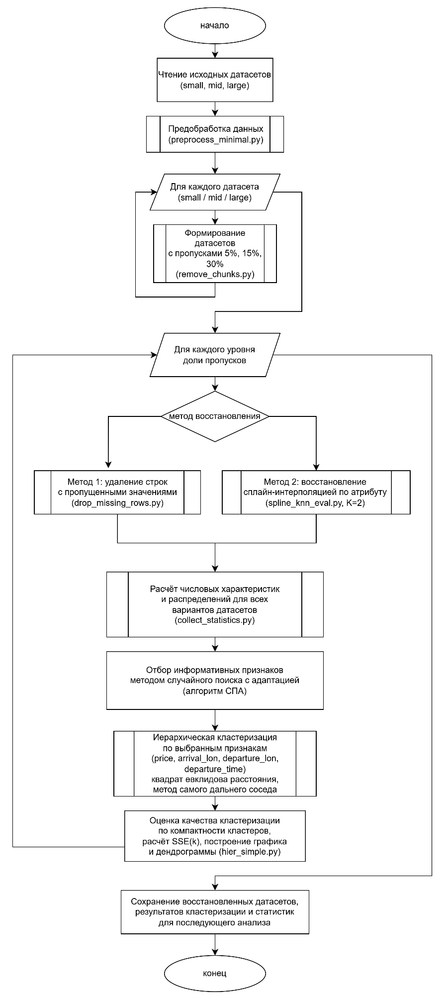 начало
Чтение исходных датасетов
(small, mid, large)
Предобработка данных
(preprocess_minimal.py)
Для каждого датасета
(small / mid / large)
Формирование
датасетов
с пропусками 5%, 15%,
30%
(remove_chunks.py)
Для каждого уровня
доли пропусков
метод восстановления
Метод 1: удаление строк
с пропущенными значениями
(drop_missing_rows.py)
Метод 2: восстановление
сплайн-интерполяцией по атрибуту
(spline_knn_eval.py, K=2)
Расчёт числовых характеристик
и распределений для всех
вариантов датасетов
(collect_statistics.py)
Отбор информативных признаков
методом случайного поиска с адаптацией
(алгоритм СПА)
Иерархическая кластеризация
по выбранным признакам
(price, arrival_lon, departure_lon,
departure_time)
квадрат евклидова расстояния,
метод самого дальнего соседа
Оценка качества кластеризации
по компактности кластеров,
расчёт SSE(k), построение графика
и дендрограммы (hier_simple.py)
Сохранение восстановленных датасетов,
результатов кластеризации и статистик
для последующего анализа
конец